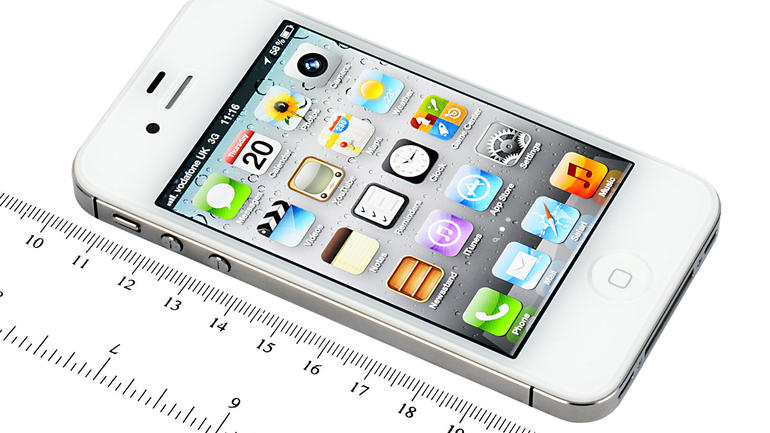 vodafone UK 3G 11:16 58%
Messages
Calendar
Thursday
20
Photos
Camera
Videos
YouTube
Maps
Weather
23°
Notes
Reminders
Clock
Game Center
Newsstand
iTunes
App Store
Settings
Phone
Mail
Safari
Music
10 11 12 13 14 15 16 17 18 19
7 6